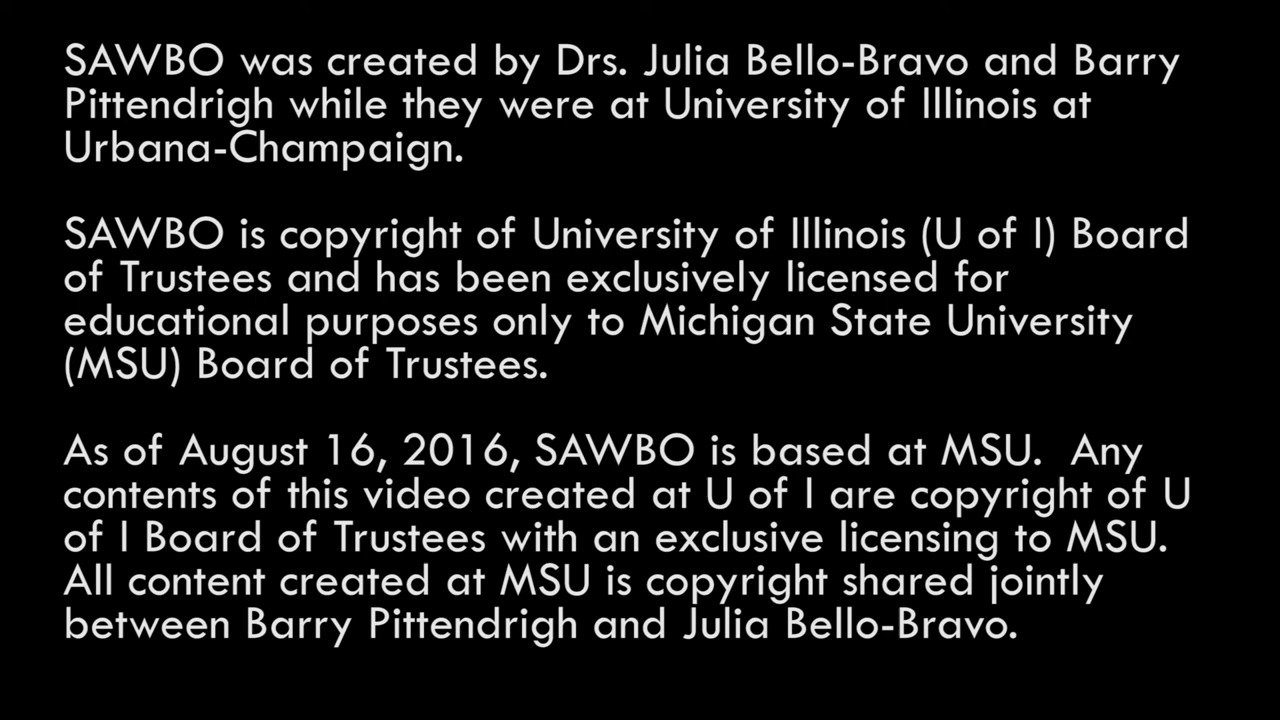 SAWBO was created by Drs. Julia Bello-Bravo and Barry
Pittendrigh while they were at University of Illinois at
Urbana-Champaign.
SAWBO is copyright of University of Illinois (U of I) Board
of Trustees and has been exclusively licensed for
educational purposes only to Michigan State University
(MSU) Board of Trustees.
As of August 16, 2016, SAWBO is based at MSU.  Any
contents of this video created at U of I are copyright of U
of I Board of Trustees with an exclusive licensing to MSU.
All content created at MSU is copyright shared jointly
between Barry Pittendrigh and Julia Bello-Bravo.